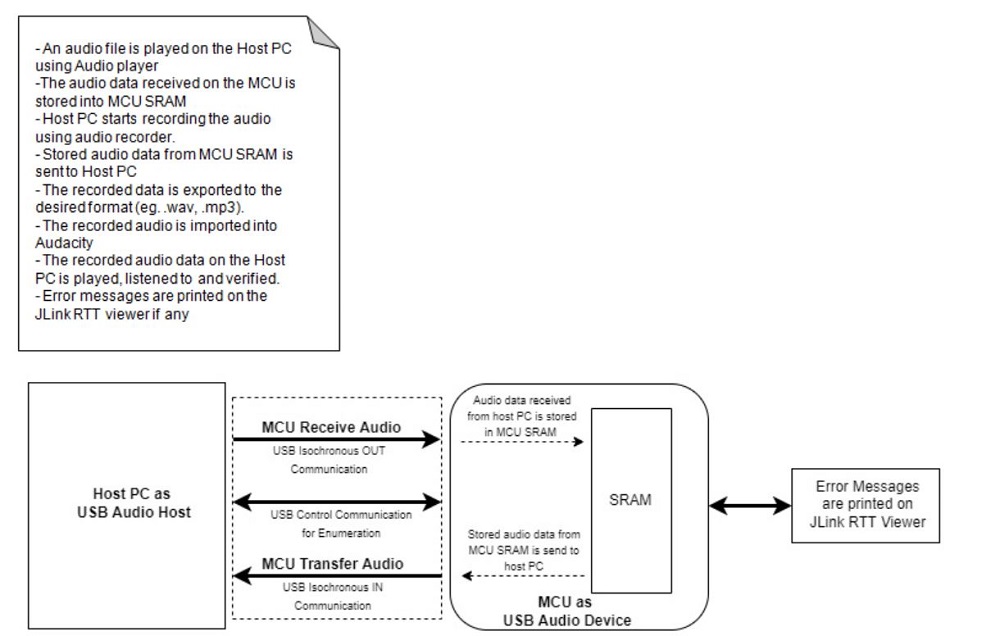 - An audio file is played on the Host PC
using Audio player
-The audio data received on the MCU is
stored into MCU SRAM
- Host PC starts recording the audio
using audio recorder.
- Stored audio data from MCU SRAM is
sent to Host PC
- The recorded data is exported to the
desired format (eg. .wav, .mp3).
- The recorded audio is imported into
Audacity
- The recorded audio data on the Host
PC is played, listened to and verified.
- Error messages are printed on the
JLink RTT viewer if any
Host PC as
USB Audio Host
MCU Receive Audio
USB Isochronous OUT
Communication
USB Control Communication
for Enumeration
MCU Transfer Audio
USB Isochronous IN
Communication
Audio data received
from host PC is stored
in MCU SRAM
SRAM
Stored audio data from
MCU SRAM is send to
host PC
MCU as
USB Audio Device
Error Messages
are printed on
JLink RTT Viewer